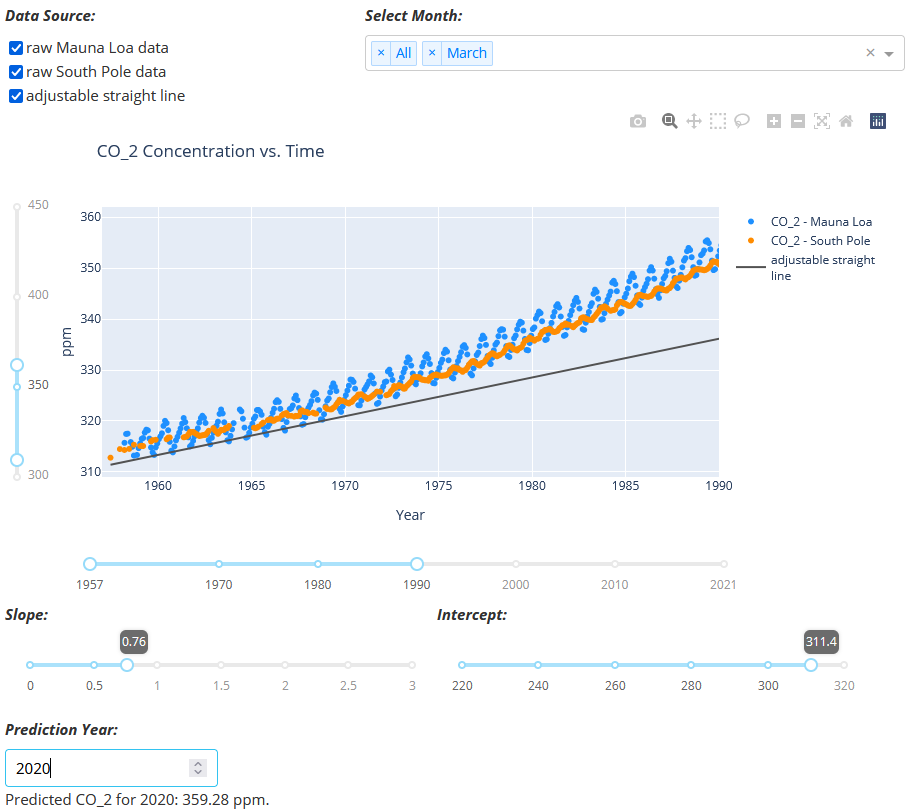 Data Source:
raw Mauna Loa data
raw South Pole data
adjustable straight line
Select Month:
× All × March
CO_2 Concentration vs. Time
450
400
350
300
ppm
360
350
340
330
320
310
1960 1965 1970 1975 1980 1985 1990
Year
CO_2 - Mauna Loa
CO_2 - South Pole
adjustable straight
line
1957 1970 1980 1990 2000 2010 2021
Slope:
0.76
0 0.5 1 1.5 2 2.5 3
Intercept:
311.4
220 240 260 280 300 320
Prediction Year:
2020
Predicted CO_2 for 2020: 359.28 ppm.